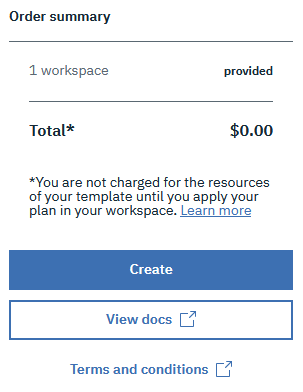 Order summary
1 workspace provided
Total* $0.00
*You are not charged for the resources
of your template until you apply your
plan in your workspace. Learn more
Create
View docs
Terms and conditions